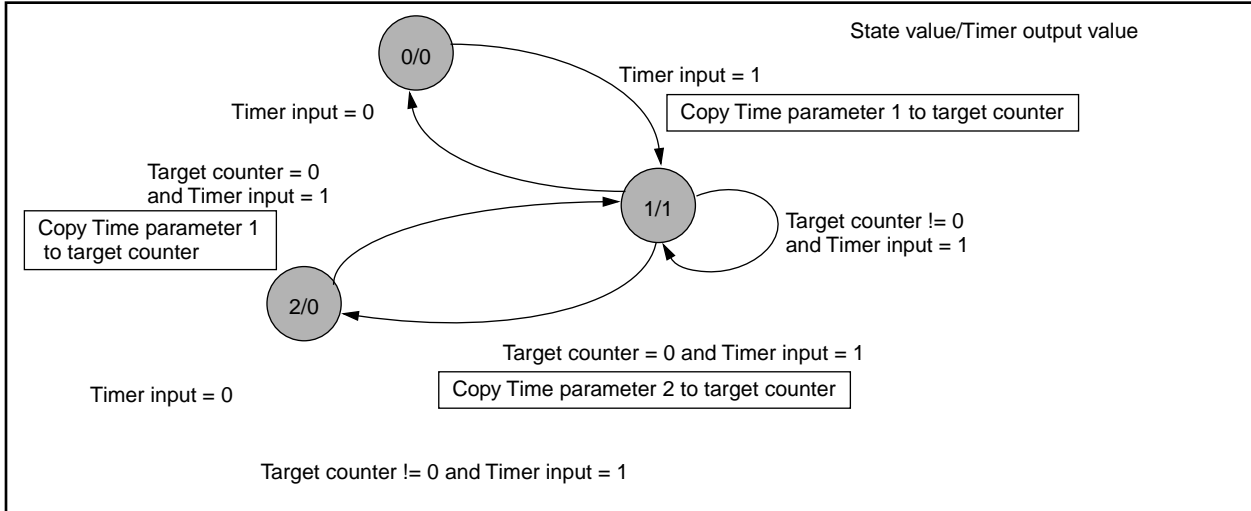 State value/Timer output value
0/0
Timer input = 1
Copy Time parameter 1 to target counter
Timer input = 0
Target counter = 0
and Timer input = 1
Copy Time parameter 1
to target counter
1/1
Target counter != 0
and Timer input = 1
2/0
Target counter = 0 and Timer input = 1
Copy Time parameter 2 to target counter
Timer input = 0
Target counter != 0 and Timer input = 1